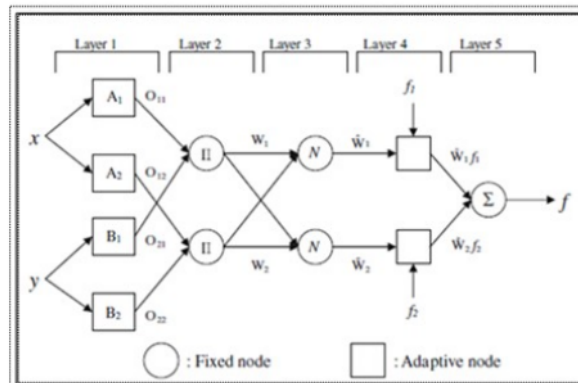 Layer 1 Layer 2 Layer 3 Layer 4 Layer 5
f₁
A₁ O₁₁
x Π W₁ N Ŵ₁ Ŵ₁f₁
A₂ O₁₂
Σ f
B₁ O₂₁
y Π W₂ N Ŵ₂ Ŵ₂f₂
B₂ O₂₂
f₂
: Fixed node : Adaptive node